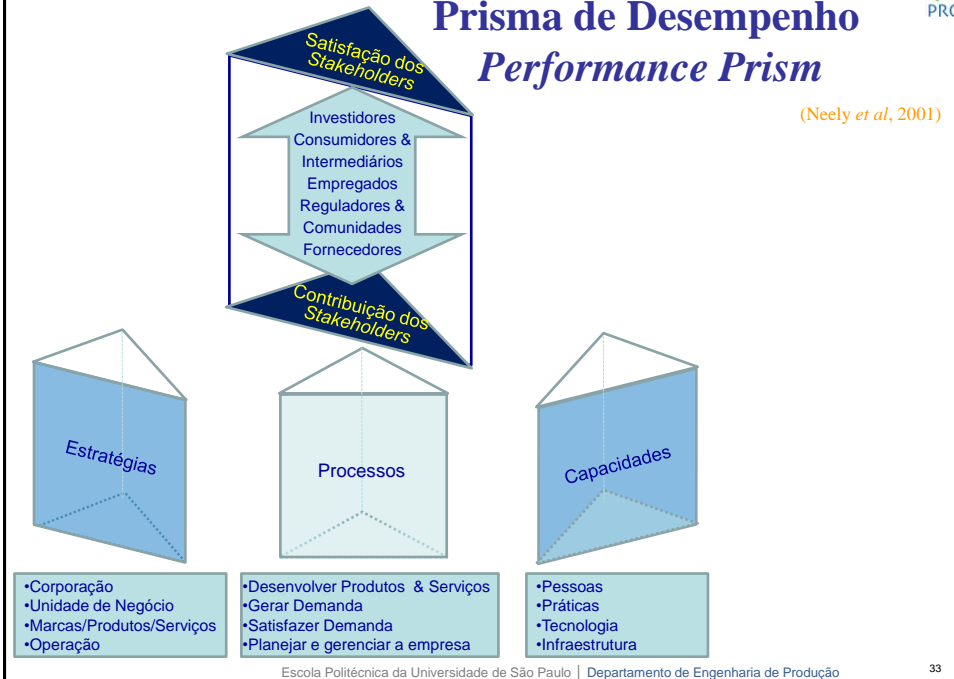 Prisma de Desempenho
Performance Prism
(Neely et al, 2001)
Satisfação dos
Stakeholders
Investidores
Consumidores &
Intermediários
Empregados
Reguladores &
Comunidades
Fornecedores
Contribuição dos
Stakeholders
Estratégias
Processos
Capacidades
•Corporação
•Unidade de Negócio
•Marcas/Produtos/Serviços
•Operação
•Desenvolver Produtos & Serviços
•Gerar Demanda
•Satisfazer Demanda
•Planejar e gerenciar a empresa
•Pessoas
•Práticas
•Tecnologia
•Infraestrutura
Escola Politécnica da Universidade de São Paulo | Departamento de Engenharia de Produção
33